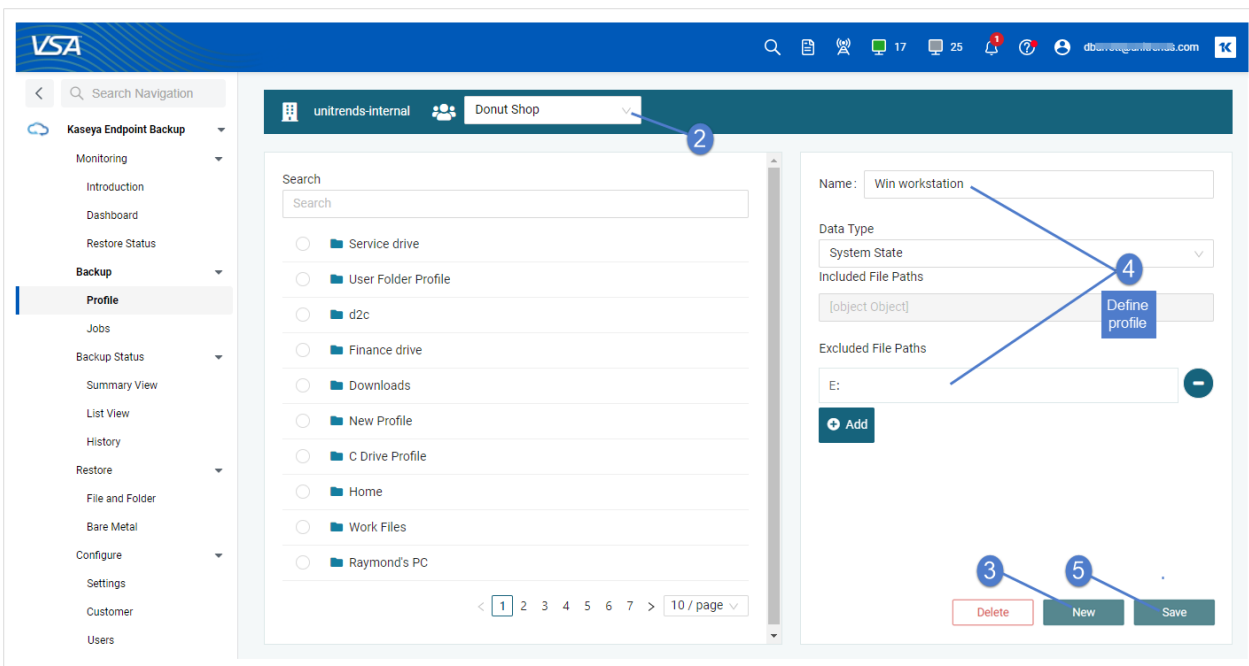 VSA
17
25
1
.com
Search Navigation
Kaseya Endpoint Backup
Monitoring
Introduction
Dashboard
Restore Status
Backup
Profile
Jobs
Backup Status
Summary View
List View
History
Restore
File and Folder
Bare Metal
Configure
Settings
Customer
Users
unitrends-internal
Donut Shop
2
Search
Search
Service drive
User Folder Profile
d2c
Finance drive
Downloads
New Profile
C Drive Profile
Home
Work Files
Raymond's PC
< 1 2 3 4 5 6 7 > 10 / page
Name: Win workstation
Data Type
System State
Included File Paths
[object Object]
4
Define
profile
Excluded File Paths
E:
Add
3
5
Delete
New
Save